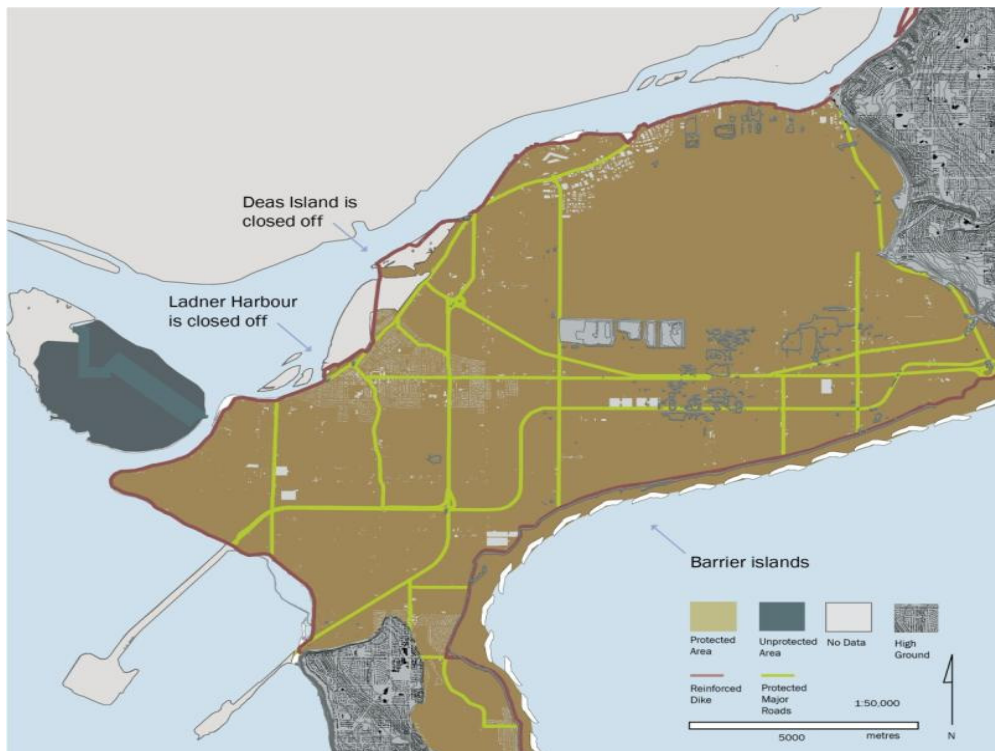 Deas Island is
closed off
Ladner Harbour
is closed off
Barrier islands
Protected
Area
Unprotected
Area
No Data
High
Ground
Reinforced
Dike
Protected
Major
Roads
1:50,000
5000
metres
N